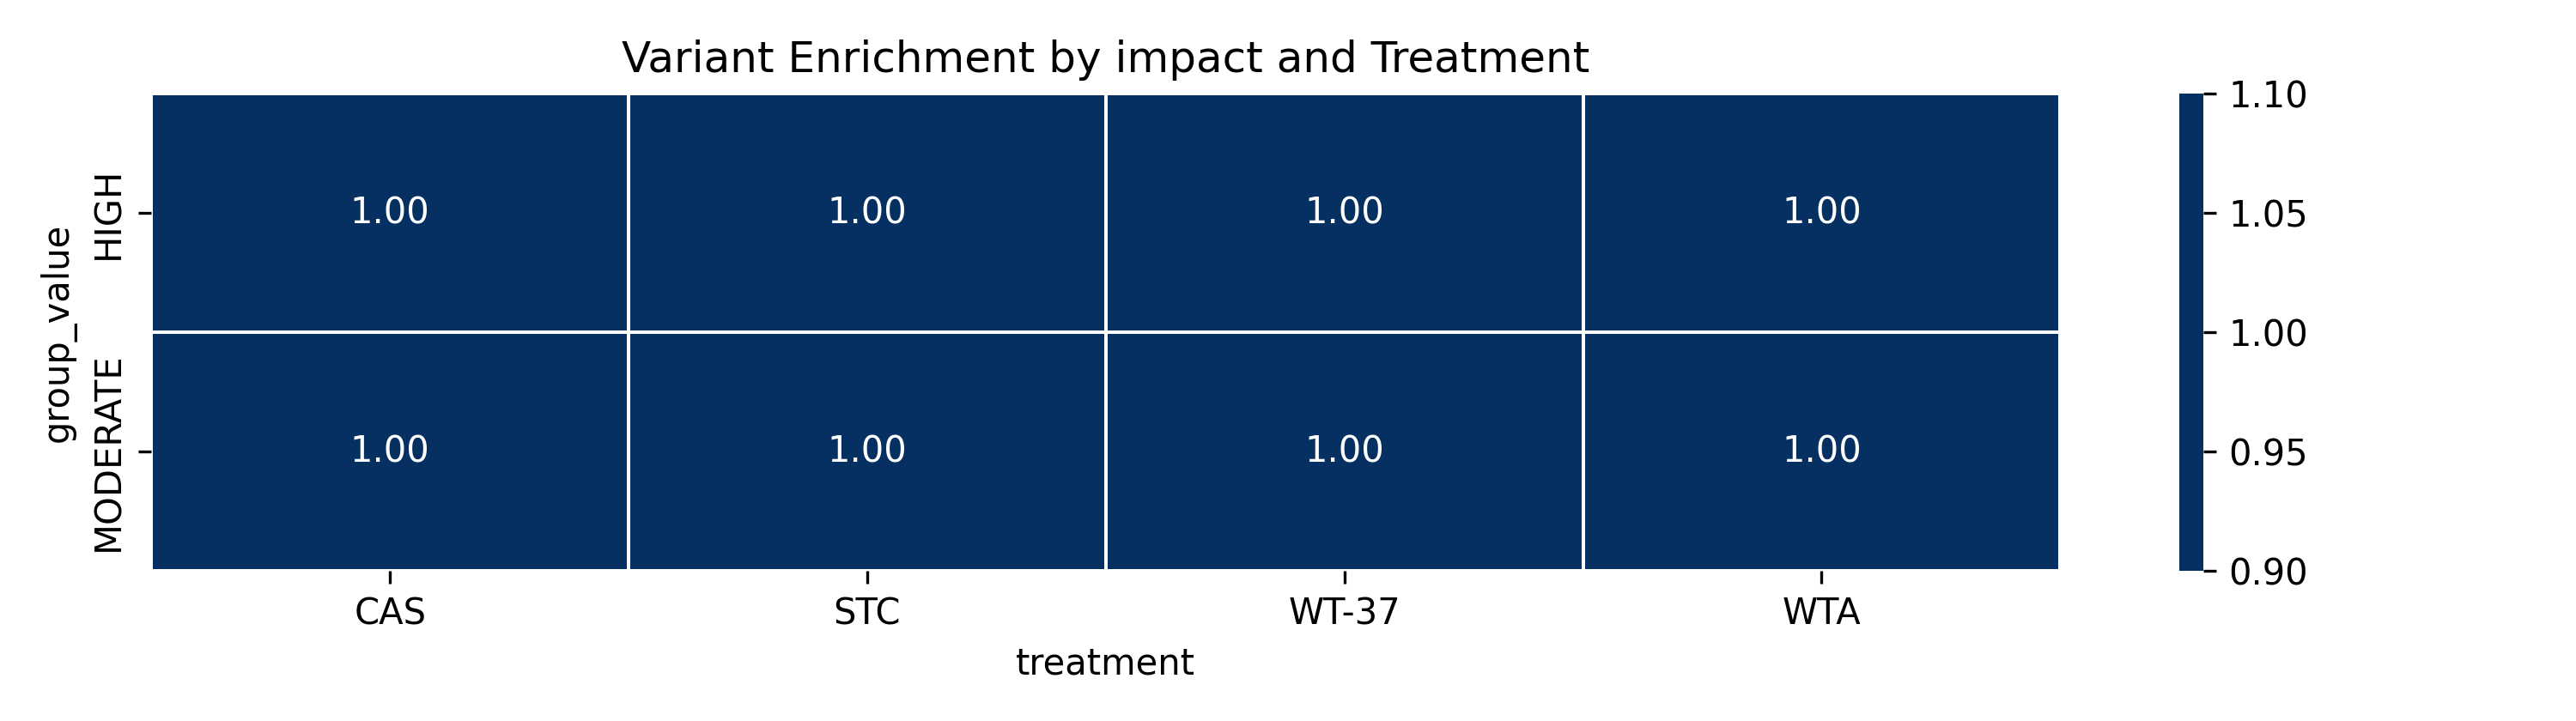 Variant Enrichment by impact and Treatment
group_value
HIGH
1.00 1.00 1.00 1.00
MODERATE
1.00 1.00 1.00 1.00
CAS STC WT-37 WTA
treatment
1.10
1.05
1.00
0.95
0.90